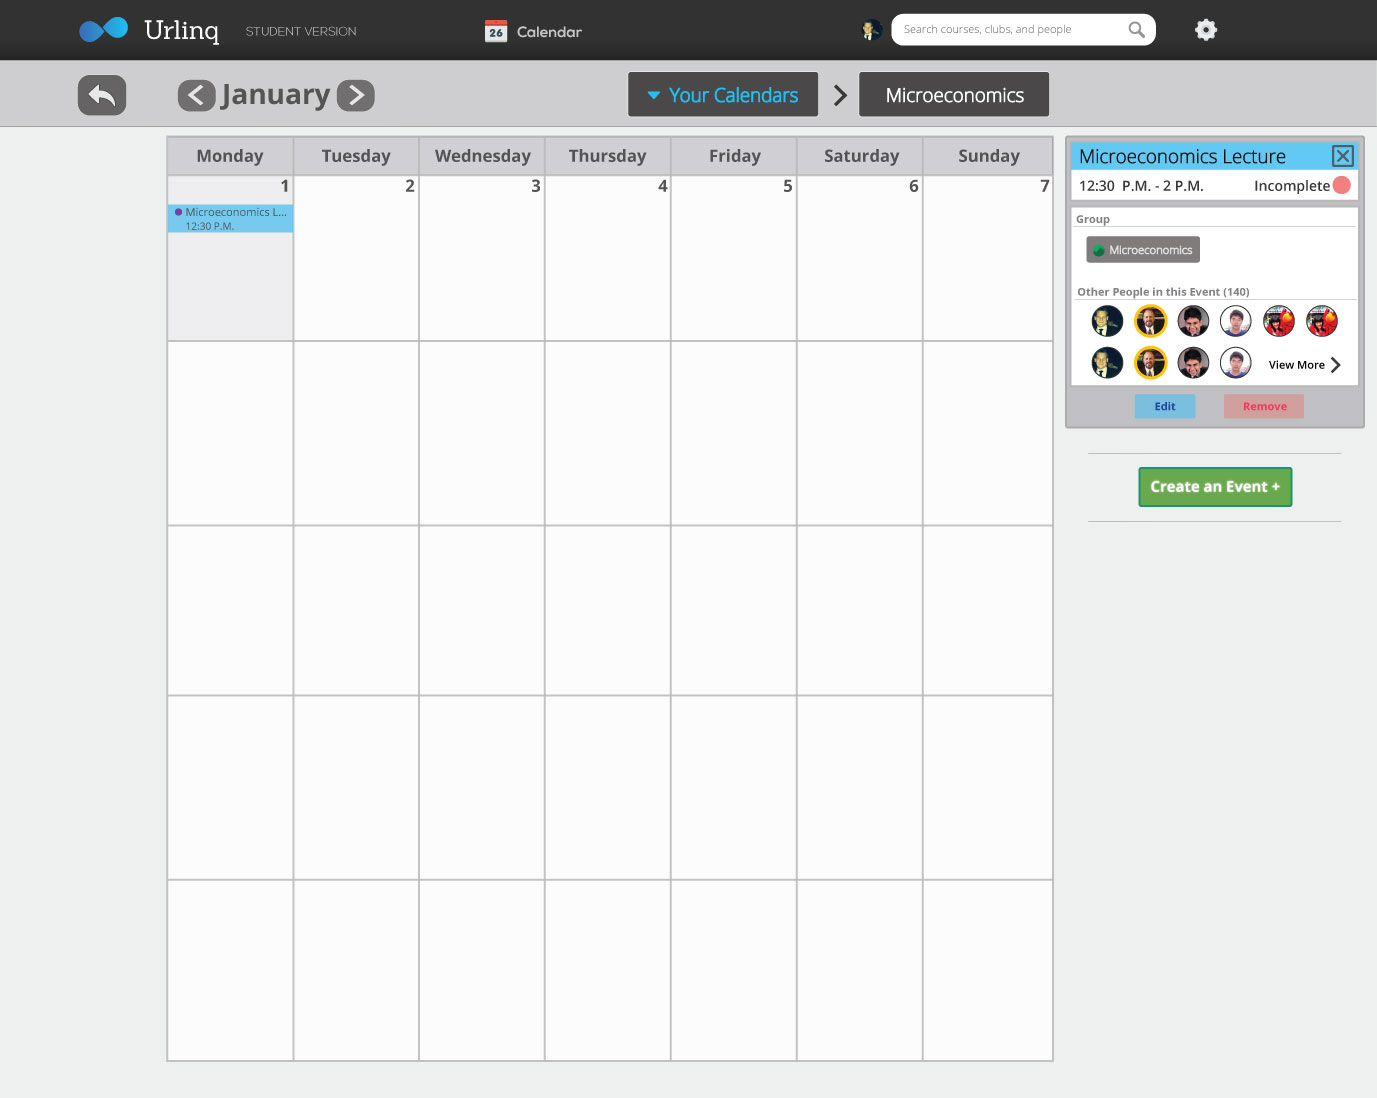 Urlinq STUDENT VERSION 26 Calendar Search courses, clubs, and people
January Your Calendars Microeconomics
Monday Tuesday Wednesday Thursday Friday Saturday Sunday
1 2 3 4 5 6 7
Microeconomics L...
12:30 P.M.
Microeconomics Lecture
12:30 P.M. - 2 P.M. Incomplete
Group
Microeconomics
Other People in this Event (140)
View More
Edit Remove
Create an Event +